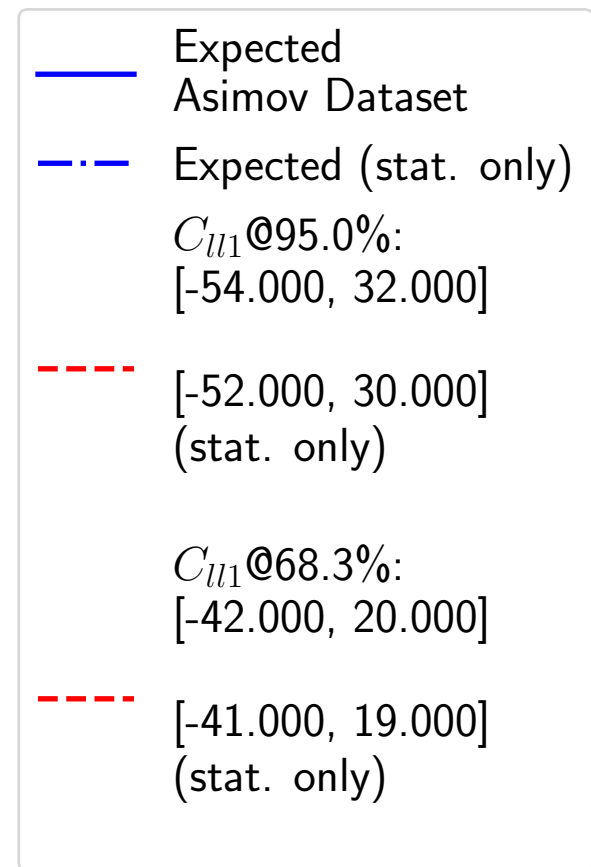 Expected
Asimov Dataset
Expected (stat. only)
C_{ll1}@95.0%:
[-54.000, 32.000]
[-52.000, 30.000]
(stat. only)
C_{ll1}@68.3%:
[-42.000, 20.000]
[-41.000, 19.000]
(stat. only)